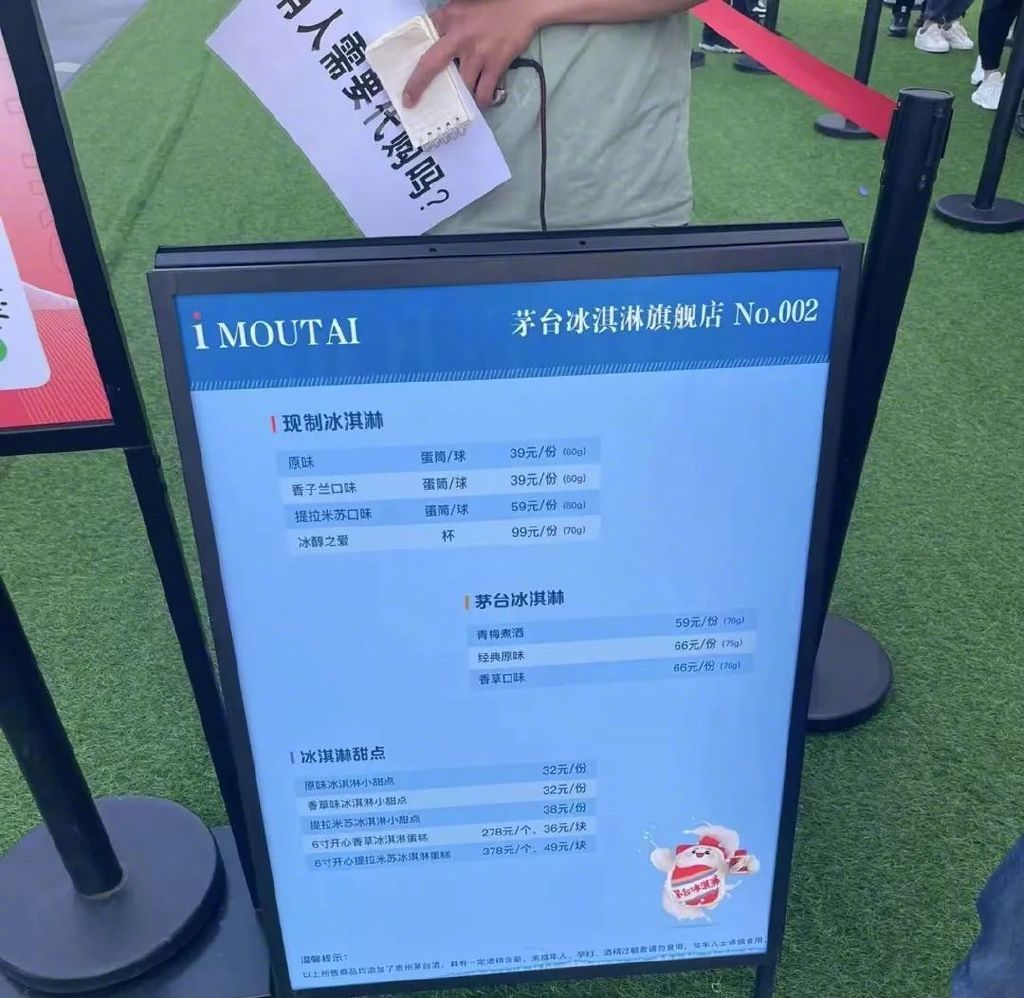 有人需要代购吗?
i MOUTAI
茅台冰淇淋旗舰店 No.002
现制冰淇淋
原味 蛋筒/球 39元/份 (60g)
香子兰口味 蛋筒/球 39元/份 (60g)
提拉米苏口味 蛋筒/球 59元/份 (60g)
冰醇之爱 杯 99元/份 (70g)
茅台冰淇淋
青梅煮酒 59元/份 (78g)
经典原味 66元/份 (75g)
香草口味 66元/份 (76g)
冰淇淋甜点
原味冰淇淋小甜点 32元/份
香草味冰淇淋小甜点 32元/份
提拉米苏冰淇淋小甜点 38元/份
6寸开心香草冰淇淋蛋糕 278元/个、36元/块
6寸开心提拉米苏冰淇淋蛋糕 378元/个、49元/块
茅台冰淇淋
温馨提示:
以上所售商品均添加了贵州茅台酒，具有一定酒精含量，未成年人、孕妇、酒精过敏者请勿食用，驾车人士请慎食用。